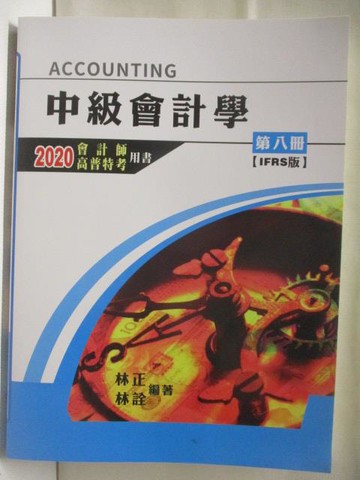 ACCOUNTING
中級會計學
2020 會計師 高普特考 用書
第八冊
【IFRS版】
林正
林詮 編著